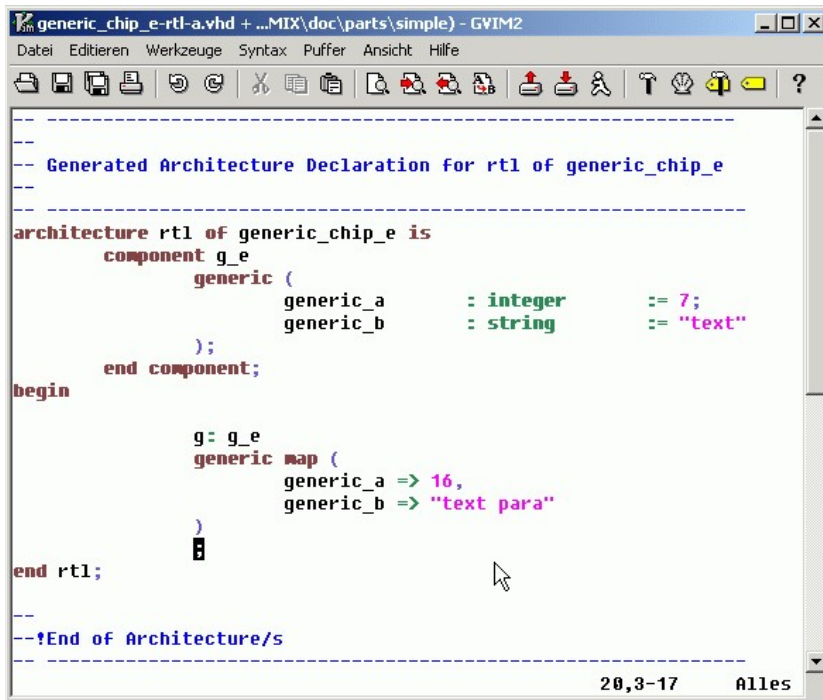 generic_chip_e-rtl-a.vhd + ...MIX\doc\parts\simple) - GVIM2
Datei Editieren Werkzeuge Syntax Puffer Ansicht Hilfe
-- -------------------------------------------------------------
--
-- Generated Architecture Declaration for rtl of generic_chip_e
--
-- --------------------------------------------------------------
architecture rtl of generic_chip_e is
component g_e
generic (
generic_a : integer := 7;
generic_b : string := "text"
);
end component;
begin
g: g_e
generic map (
generic_a => 16,
generic_b => "text para"
)
;
end rtl;
--
--!End of Architecture/s
-- --------------------------------------------------------------
20,3-17 Alles